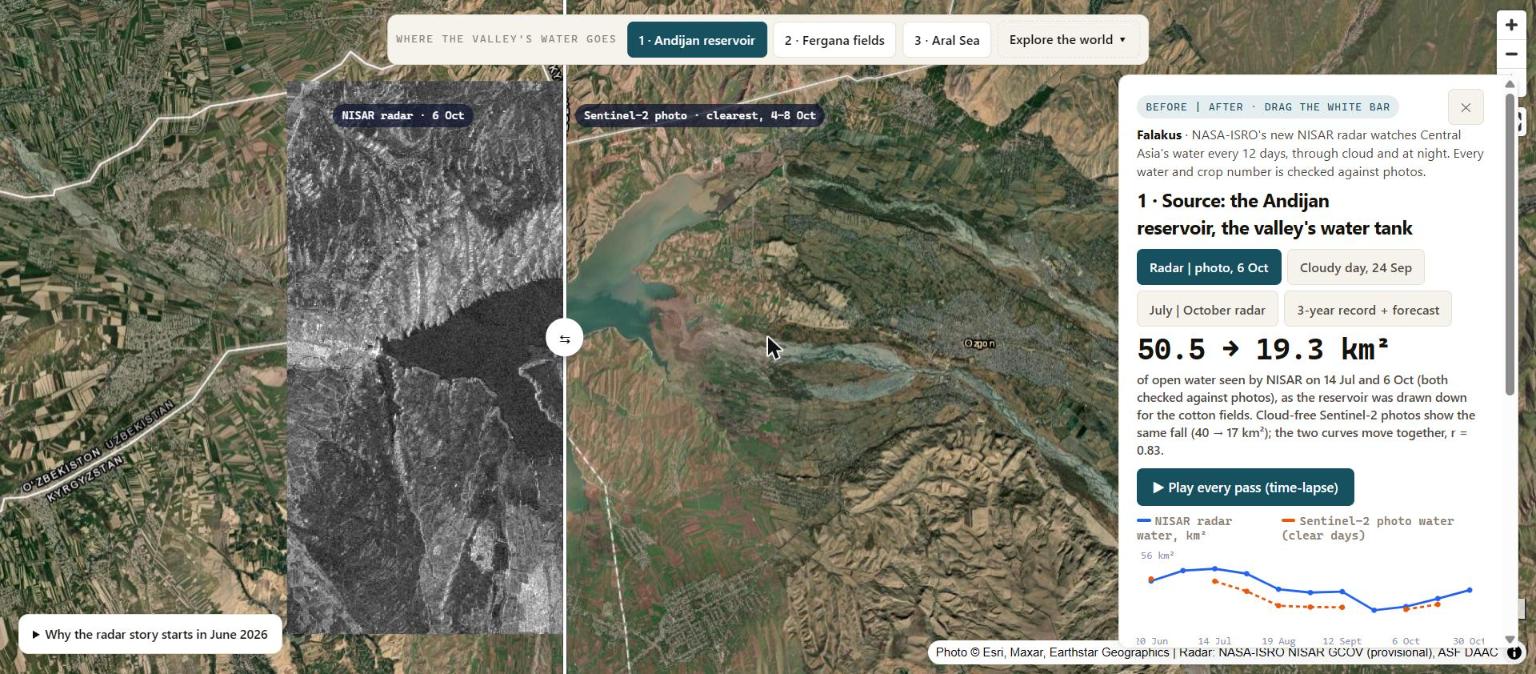 WHERE THE VALLEY'S WATER GOES
1 · Andijan reservoir
2 · Fergana fields
3 · Aral Sea
Explore the world ▾
NISAR radar · 6 Oct
Sentinel-2 photo · clearest, 4–8 Oct
Ozgon
O'ZBEKISTON UZBEKISTAN
KYRGYZSTAN
▶ Why the radar story starts in June 2026
BEFORE | AFTER · DRAG THE WHITE BAR
×
Falakus · NASA-ISRO's new NISAR radar watches Central
Asia's water every 12 days, through cloud and at night. Every
water and crop number is checked against photos.
1 · Source: the Andijan
reservoir, the valley's water tank
Radar | photo, 6 Oct
Cloudy day, 24 Sep
July | October radar
3-year record + forecast
50.5 → 19.3 km²
of open water seen by NISAR on 14 Jul and 6 Oct (both
checked against photos), as the reservoir was drawn down
for the cotton fields. Cloud-free Sentinel-2 photos show the
same fall (40 → 17 km²); the two curves move together, r =
0.83.
▶ Play every pass (time-lapse)
NISAR radar
water, km²
Sentinel-2 photo water
(clear days)
56 km²
20 Jun 14 Jul 19 Aug 12 Sept 6 Oct 30 Oct
Photo © Esri, Maxar, Earthstar Geographics | Radar: NASA-ISRO NISAR GCOV (provisional), ASF DAAC